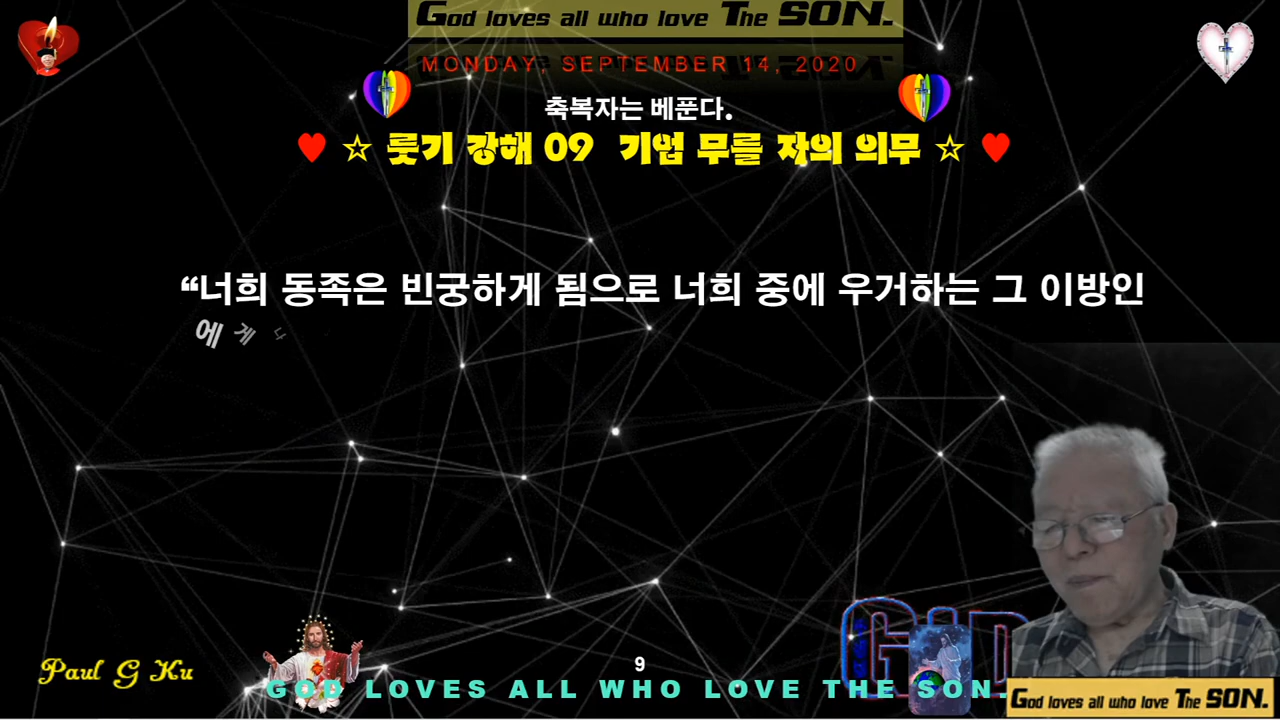 God loves all who love The SON.
MONDAY, SEPTEMBER 14, 2020
축복자는 베푼다.
♥ ☆ 룻기 강해 09 기업 무를 자의 의무 ☆ ♥
“너희 동족은 빈궁하게 됨으로 너희 중에 우거하는 그 이방인
에게
Paul G Ku
9
GOD LOVES ALL WHO LOVE THE SON.
God loves all who love The SON.